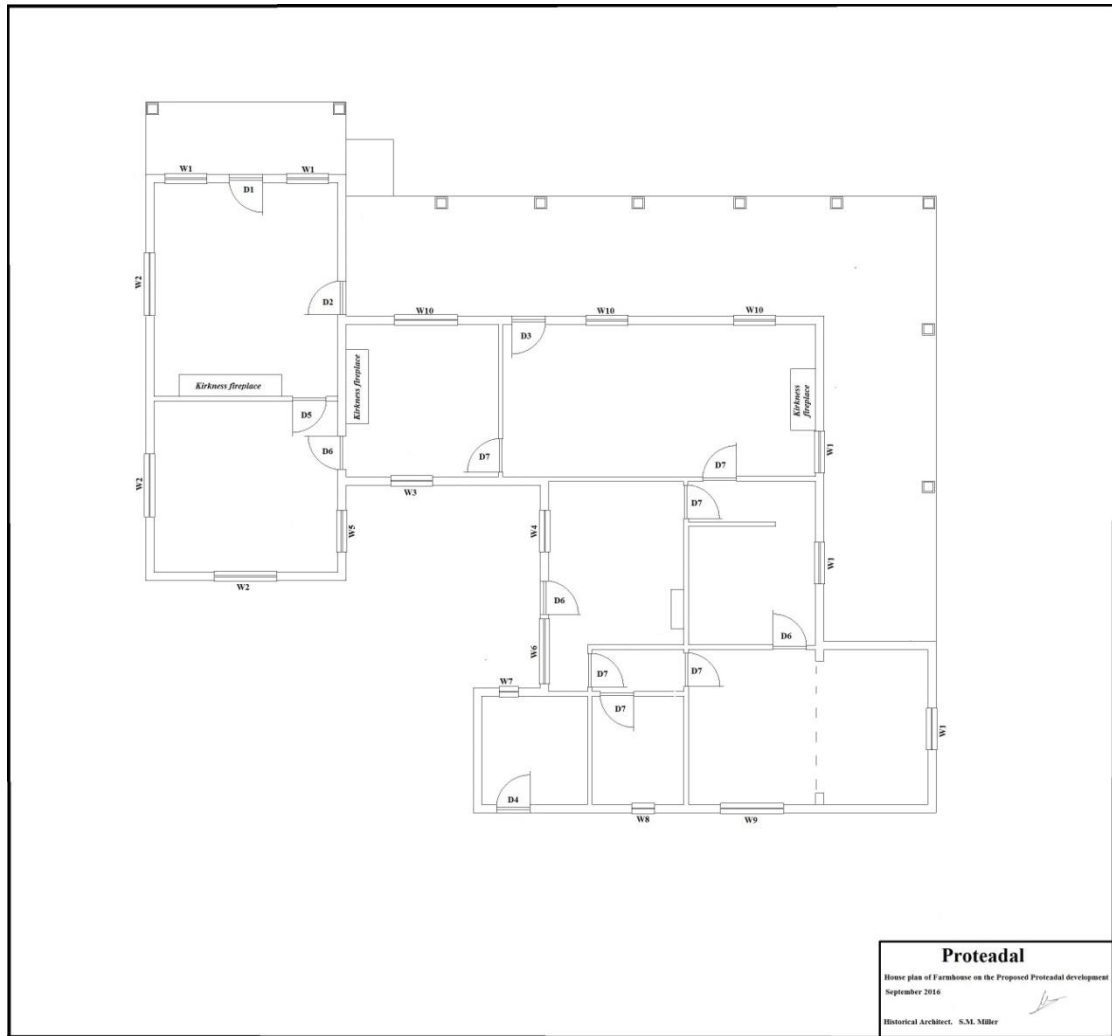 W1
W1
D1
W2
D2
W10
D3
W10
W10
Kirkness fireplace
Kirkness fireplace
Kirkness
fireplace
D5
D6
W1
W2
D7
D7
W3
D7
W5
W4
W1
W2
D6
D6
W6
D7
D7
W7
D7
W1
D4
W8
W9
Proteadal
House plan of Farmhouse on the Proposed Proteadal development
September 2016
Historical Architect. S.M. Miller